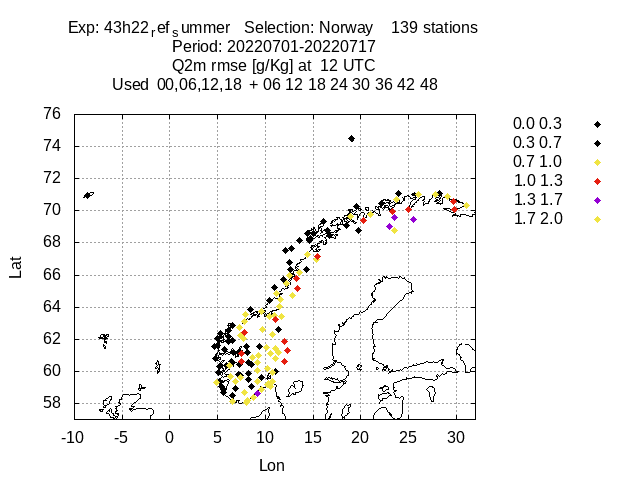 Exp: 43h22ref summer   Selection: Norway    139 stations
Period: 20220701-20220717
Q2m rmse [g/Kg] at  12 UTC
Used  00,06,12,18  + 06 12 18 24 30 36 42 48
0.0 0.3
0.3 0.7
0.7 1.0
1.0 1.3
1.3 1.7
1.7 2.0
76
74
72
70
68
66
64
62
60
58
Lat
-10 -5 0 5 10 15 20 25 30
Lon